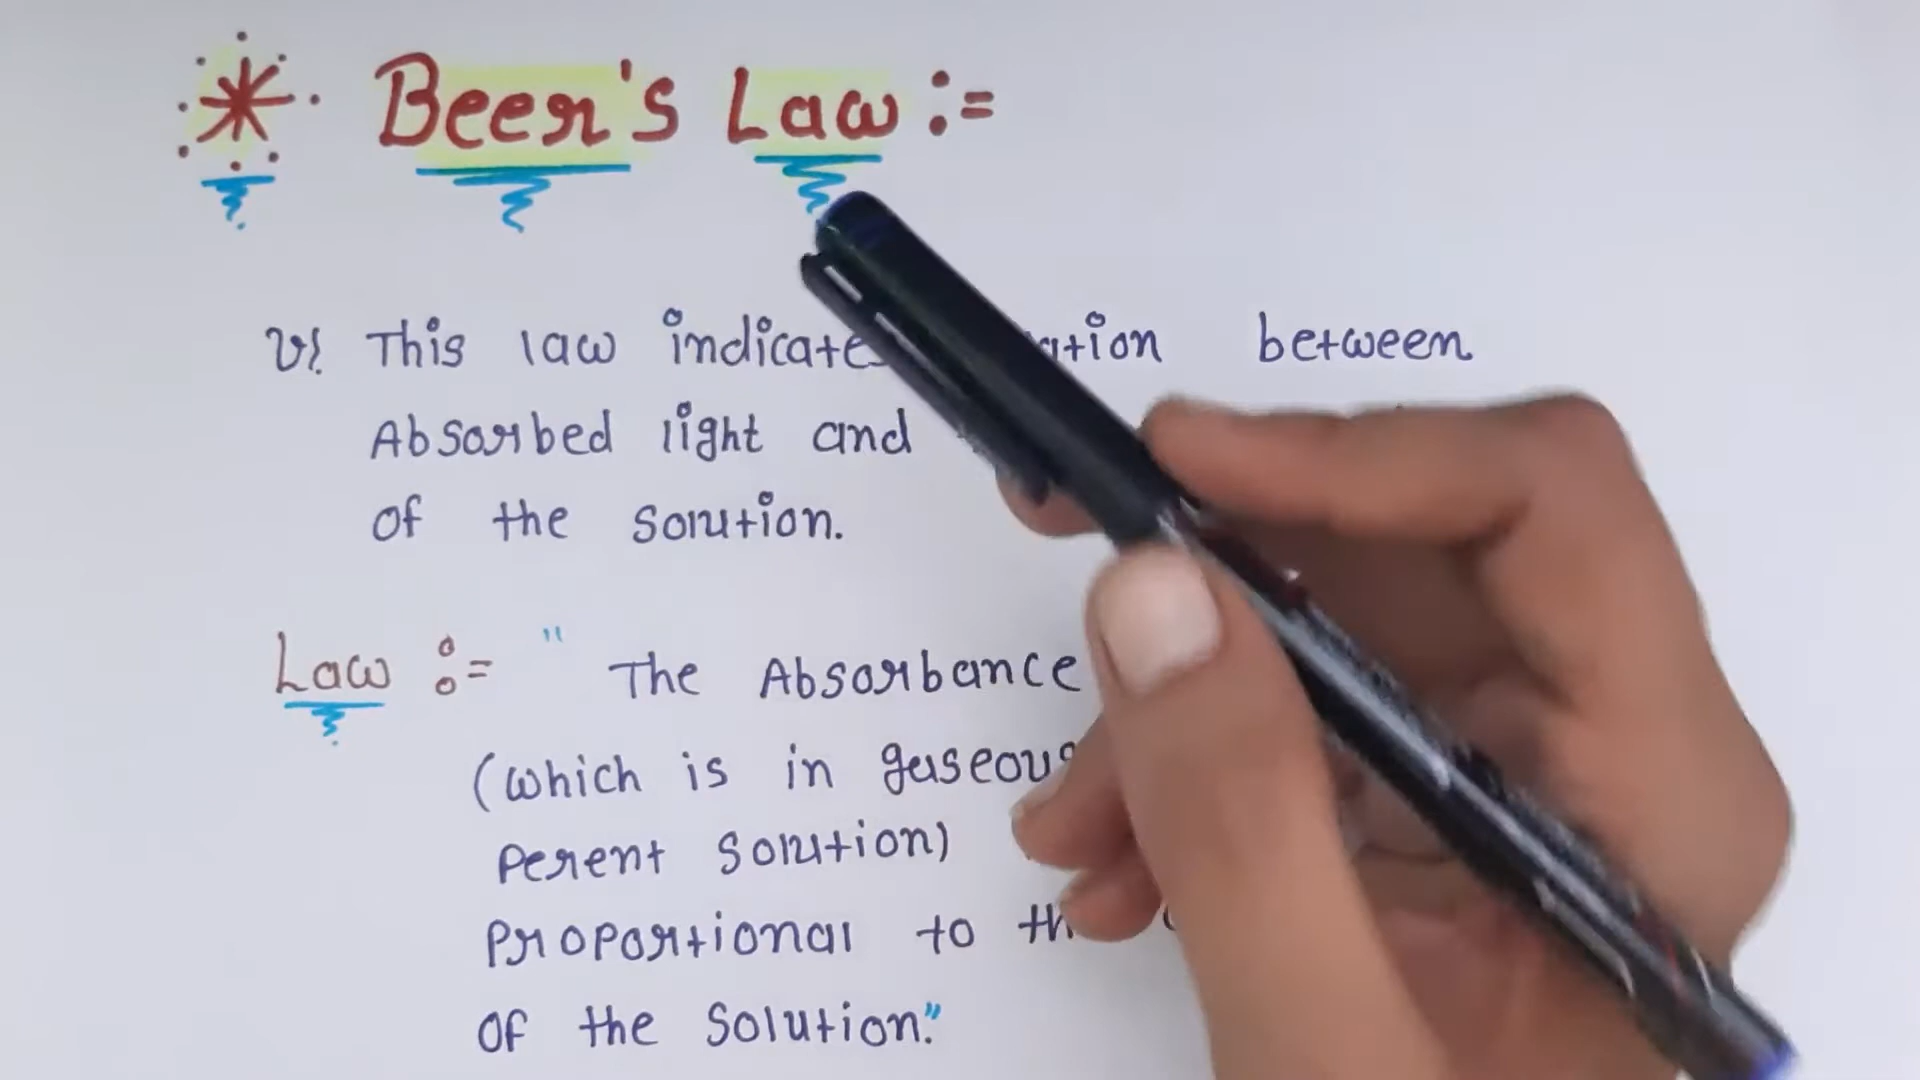 * Beer's Law :=
This law indicate between
Absorbed light and
of the solution.
Law := " The Absorbance
(which is in gaseous
Perent solution)
Proportional to
of the solution."